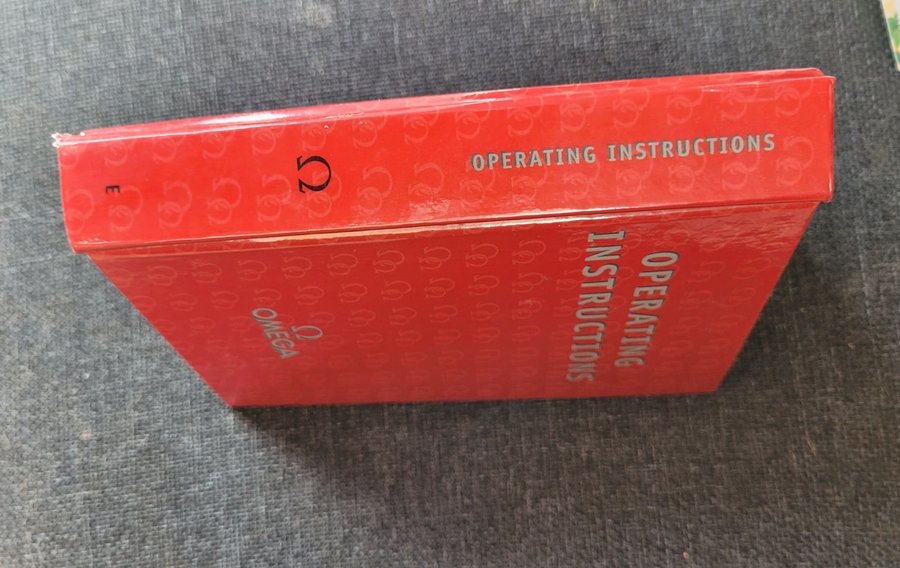 OPERATING INSTRUCTIONS
Ω
E
OPERATING
INSTRUCTIONS
Ω
OMEGA